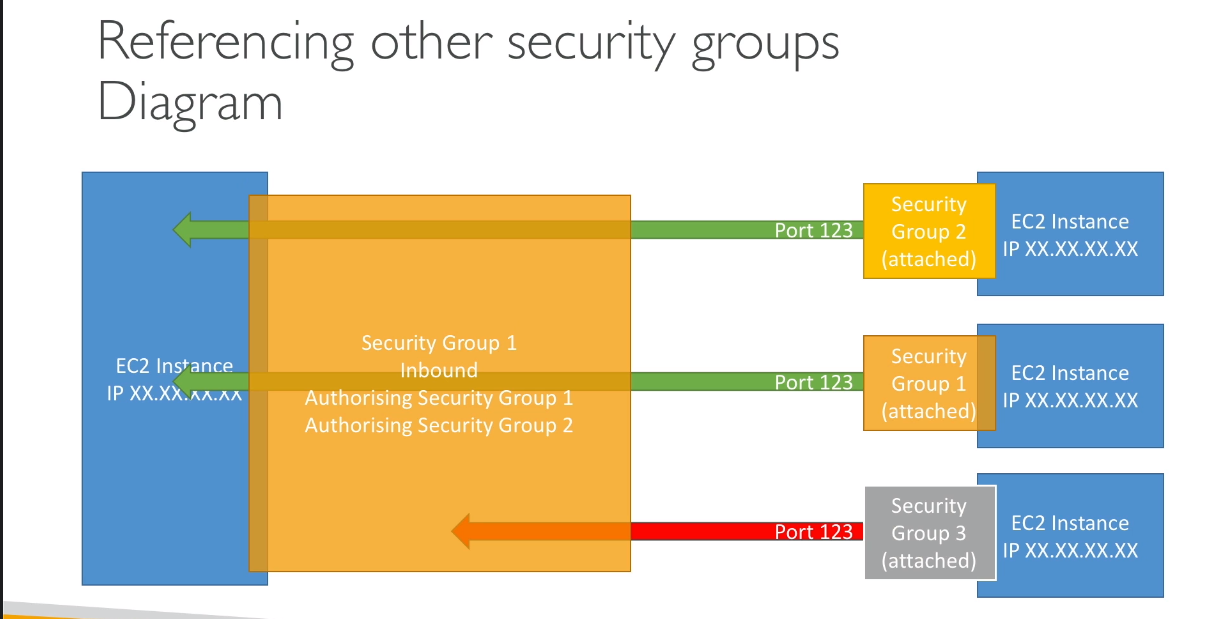 Referencing other security groups
Diagram
EC2 Instance
IP XX.XX.XX.XX
Security Group 1
Inbound
Authorising Security Group 1
Authorising Security Group 2
Port 123
Security
Group 2
(attached)
EC2 Instance
IP XX.XX.XX.XX
Port 123
Security
Group 1
(attached)
EC2 Instance
IP XX.XX.XX.XX
Port 123
Security
Group 3
(attached)
EC2 Instance
IP XX.XX.XX.XX